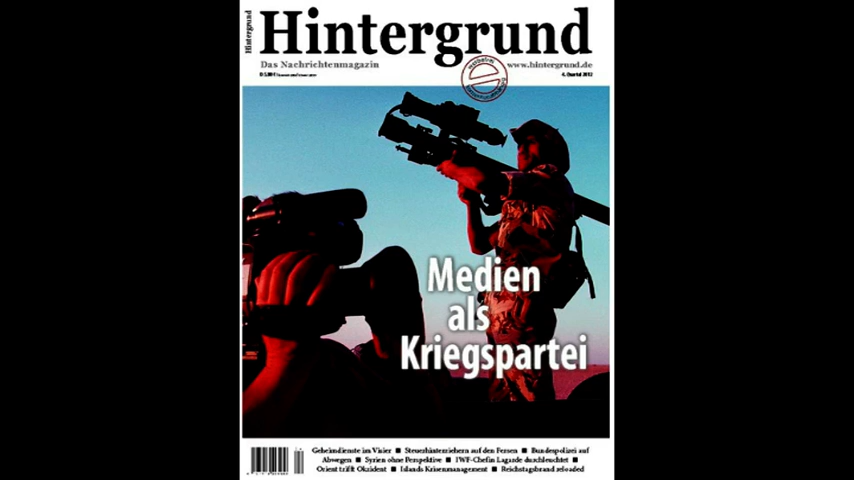 Hintergrund
Hintergrund
Das Nachrichtenmagazin
www.hintergrund.de
4. Quartal 2012
Medien
als
Kriegspartei
Geheimdienste im Visier ■ Steuerhinterziehern auf den Fersen ■ Bundespolizei auf
Abwegen ■ Syrien ohne Perspektive ■ IWF-Chefin Lagarde durchleuchtet ■
Orient trifft Okzident ■ Islands Krisenmanagement ■ Reichstagsbrand reloaded